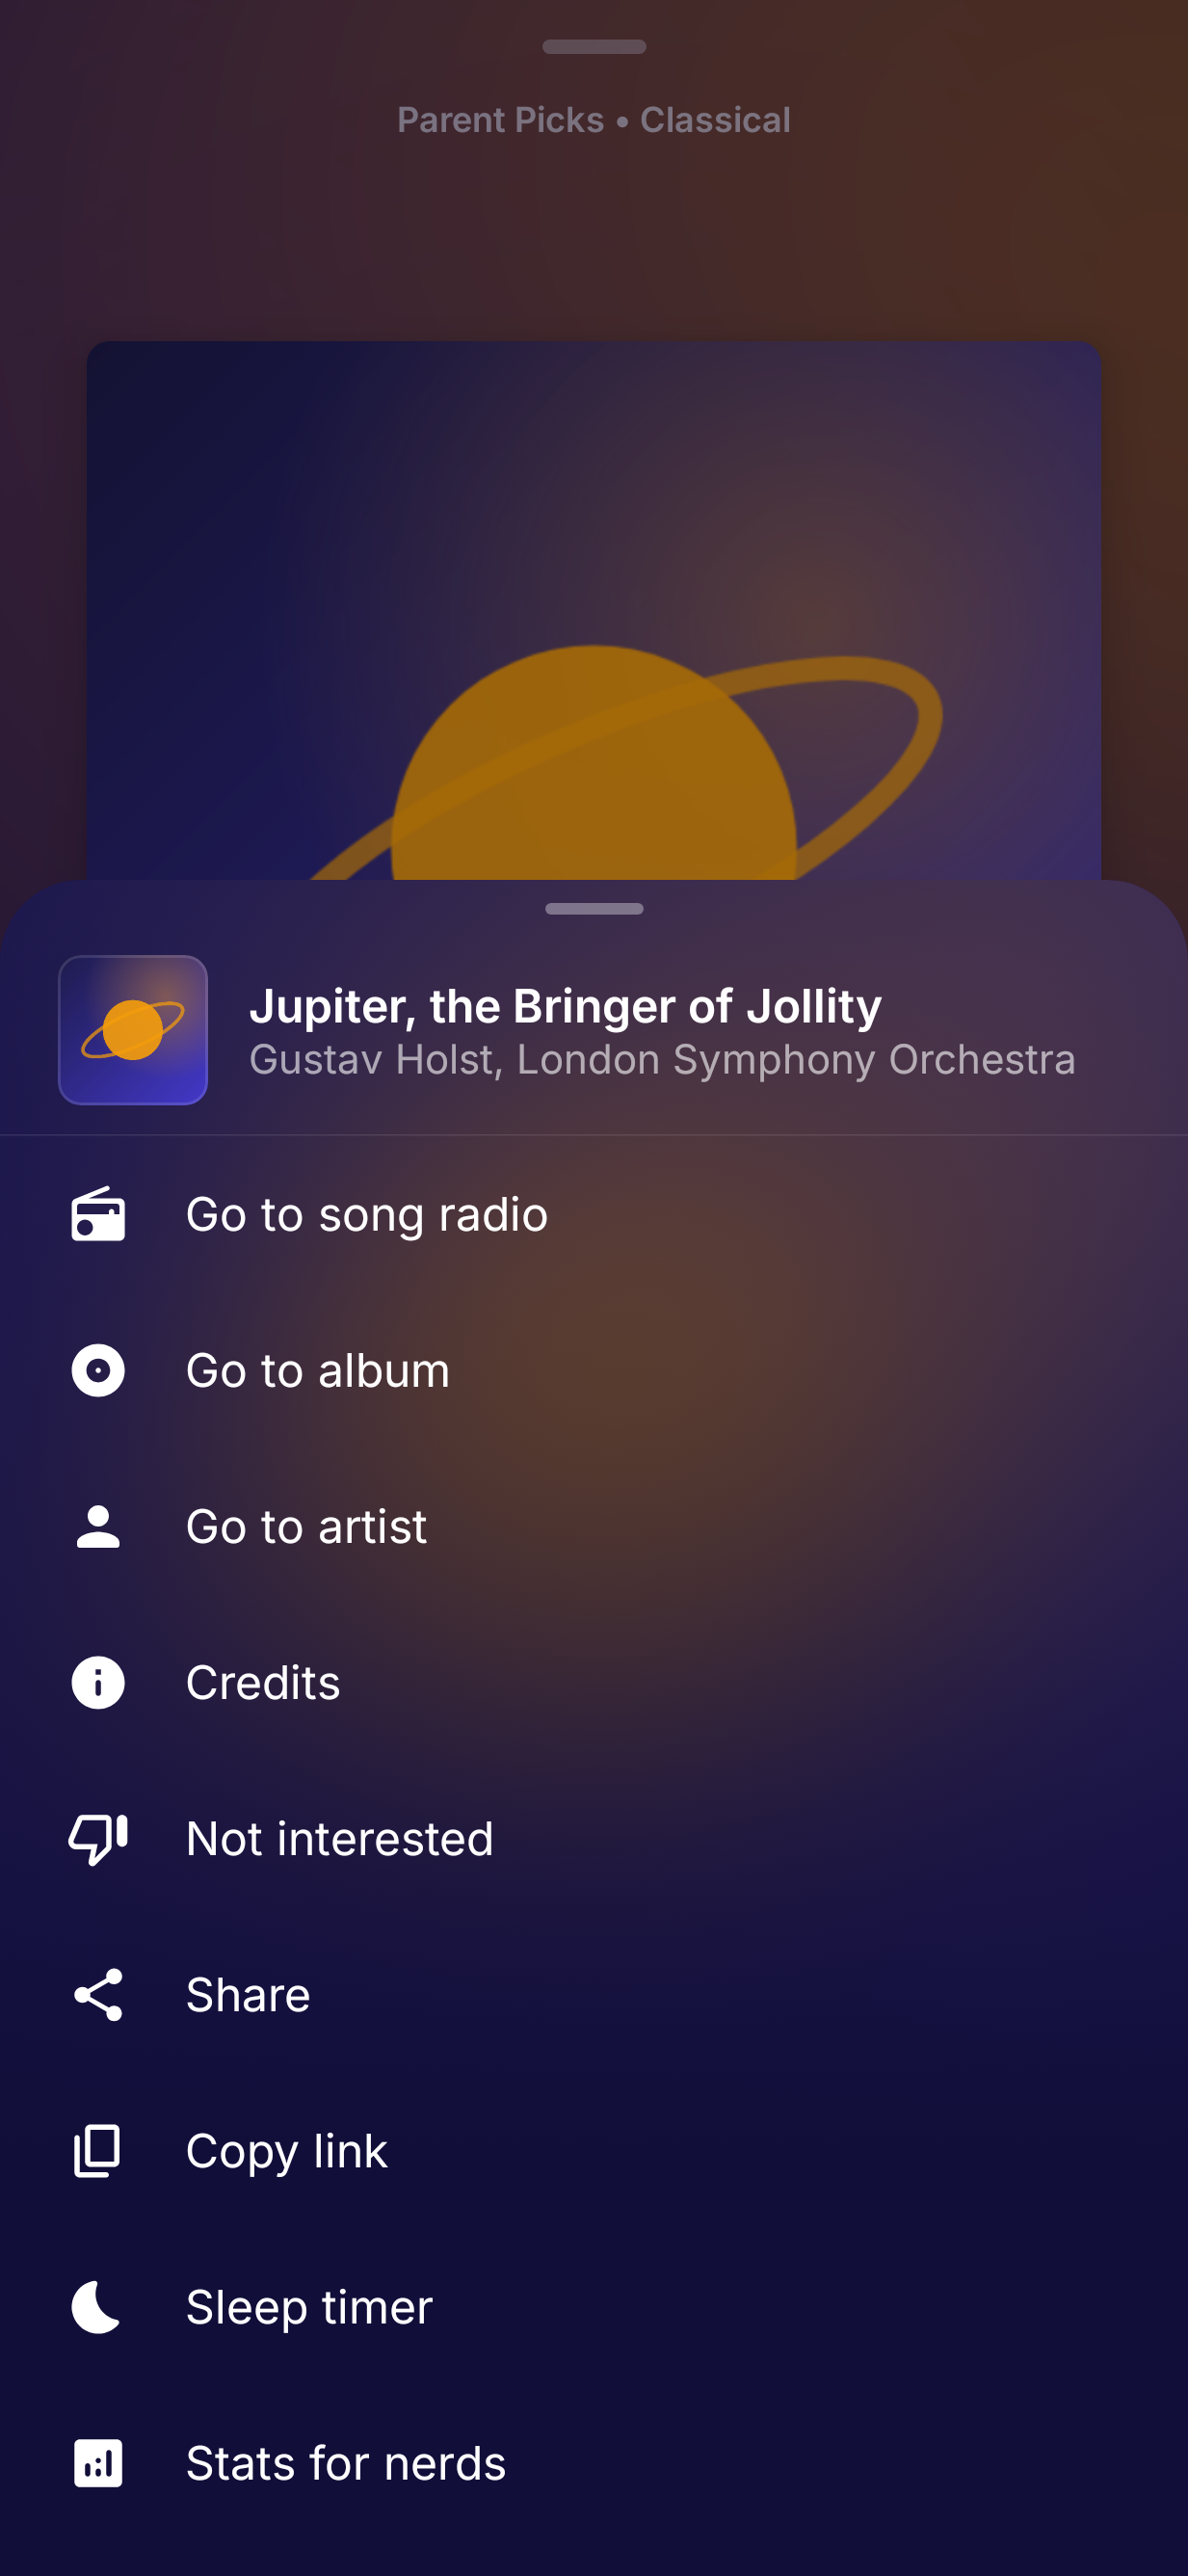 Parent Picks • Classical
Jupiter, the Bringer of Jollity
Gustav Holst, London Symphony Orchestra
Go to song radio
Go to album
Go to artist
Credits
Not interested
Share
Copy link
Sleep timer
Stats for nerds